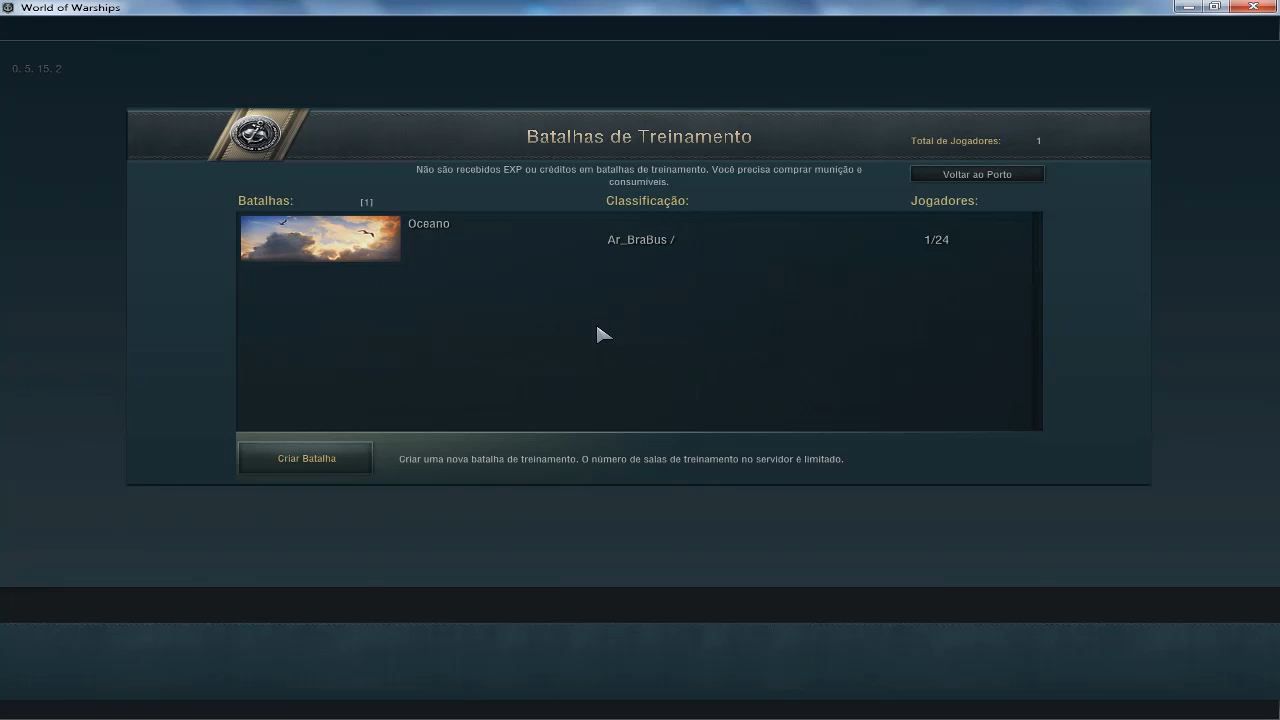 World of Warships
0. 5. 15. 2
Batalhas de Treinamento
Total de Jogadores: 1
Não são recebidos EXP ou créditos em batalhas de treinamento. Você precisa comprar munição e
consumíveis.
Voltar ao Porto
Batalhas: [1] Classificação: Jogadores:
Oceano
Ar_BraBus / 1/24
Criar Batalha
Criar uma nova batalha de treinamento. O número de salas de treinamento no servidor é limitado.